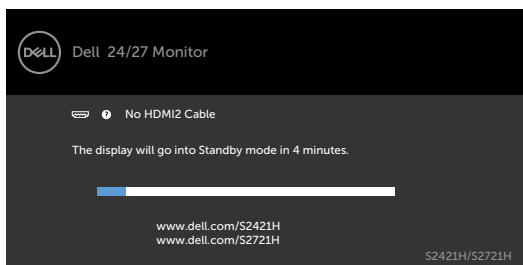 DELL
Dell 24/27 Monitor
? No HDMI2 Cable
The display will go into Standby mode in 4 minutes.
www.dell.com/S2421H
www.dell.com/S2721H
S2421H/S2721H